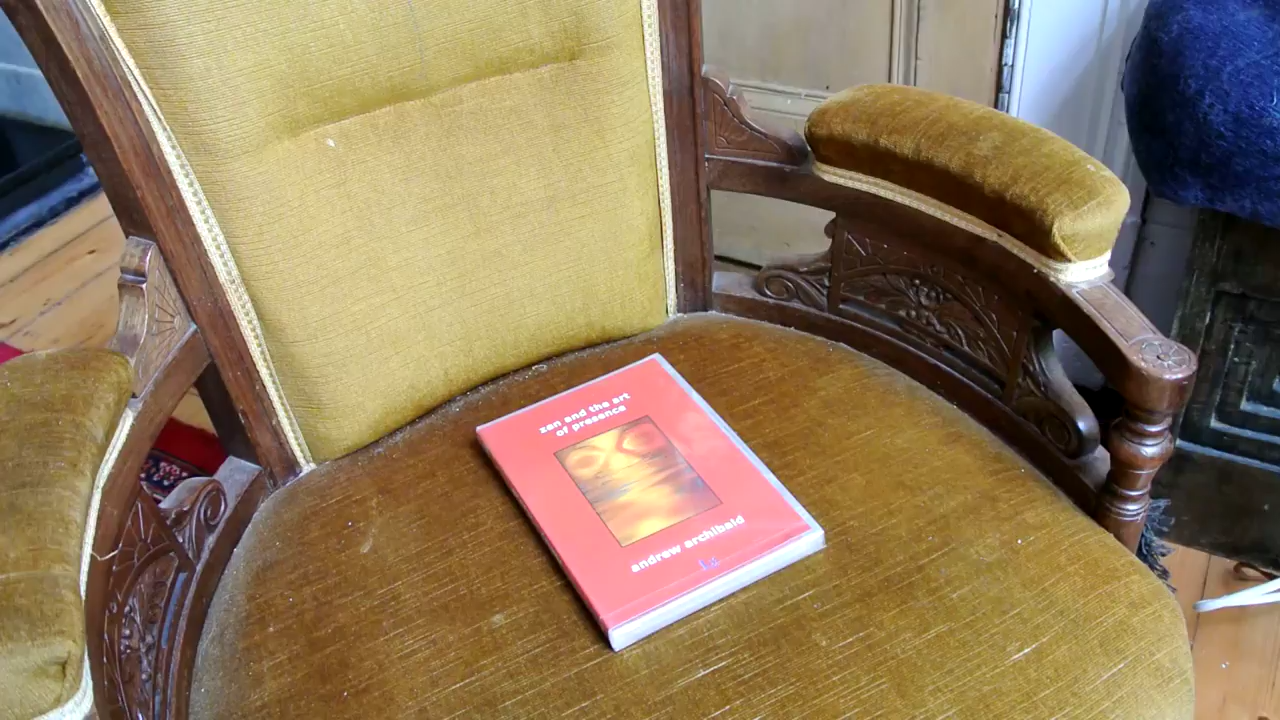 zen and the art
of presence
andrew archibald